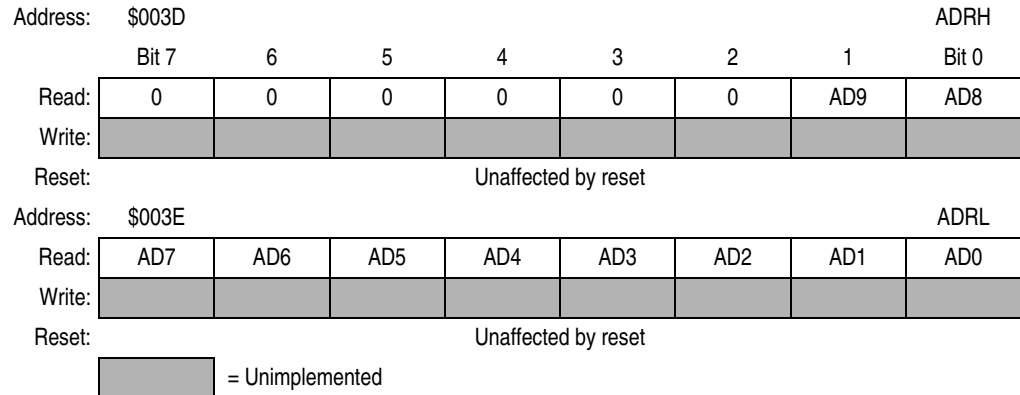 Address: $003D ADRH
Bit 7 6 5 4 3 2 1 Bit 0
Read: 0 0 0 0 0 0 AD9 AD8
Write:
Reset: Unaffected by reset
Address: $003E ADRL
Read: AD7 AD6 AD5 AD4 AD3 AD2 AD1 AD0
Write:
Reset: Unaffected by reset
= Unimplemented